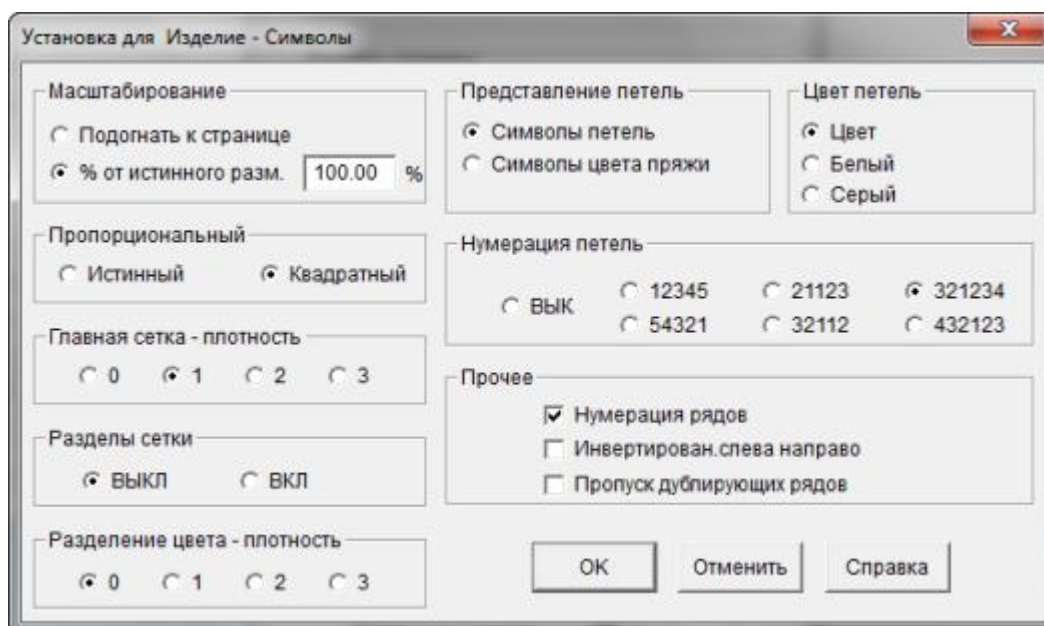 Установка для Изделие - Символы
Масштабирование
Подогнать к странице
% от истинного разм. 100.00 %
Пропорциональный
Истинный Квадратный
Главная сетка - плотность
0 1 2 3
Разделы сетки
ВЫКЛ ВКЛ
Разделение цвета - плотность
0 1 2 3
Представление петель
Символы петель
Символы цвета пряжи
Цвет петель
Цвет
Белый
Серый
Нумерация петель
ВЫК
12345 21123 321234
54321 32112 432123
Прочее
Нумерация рядов
Инвертирован.слева направо
Пропуск дублирующих рядов
OK Отменить Справка